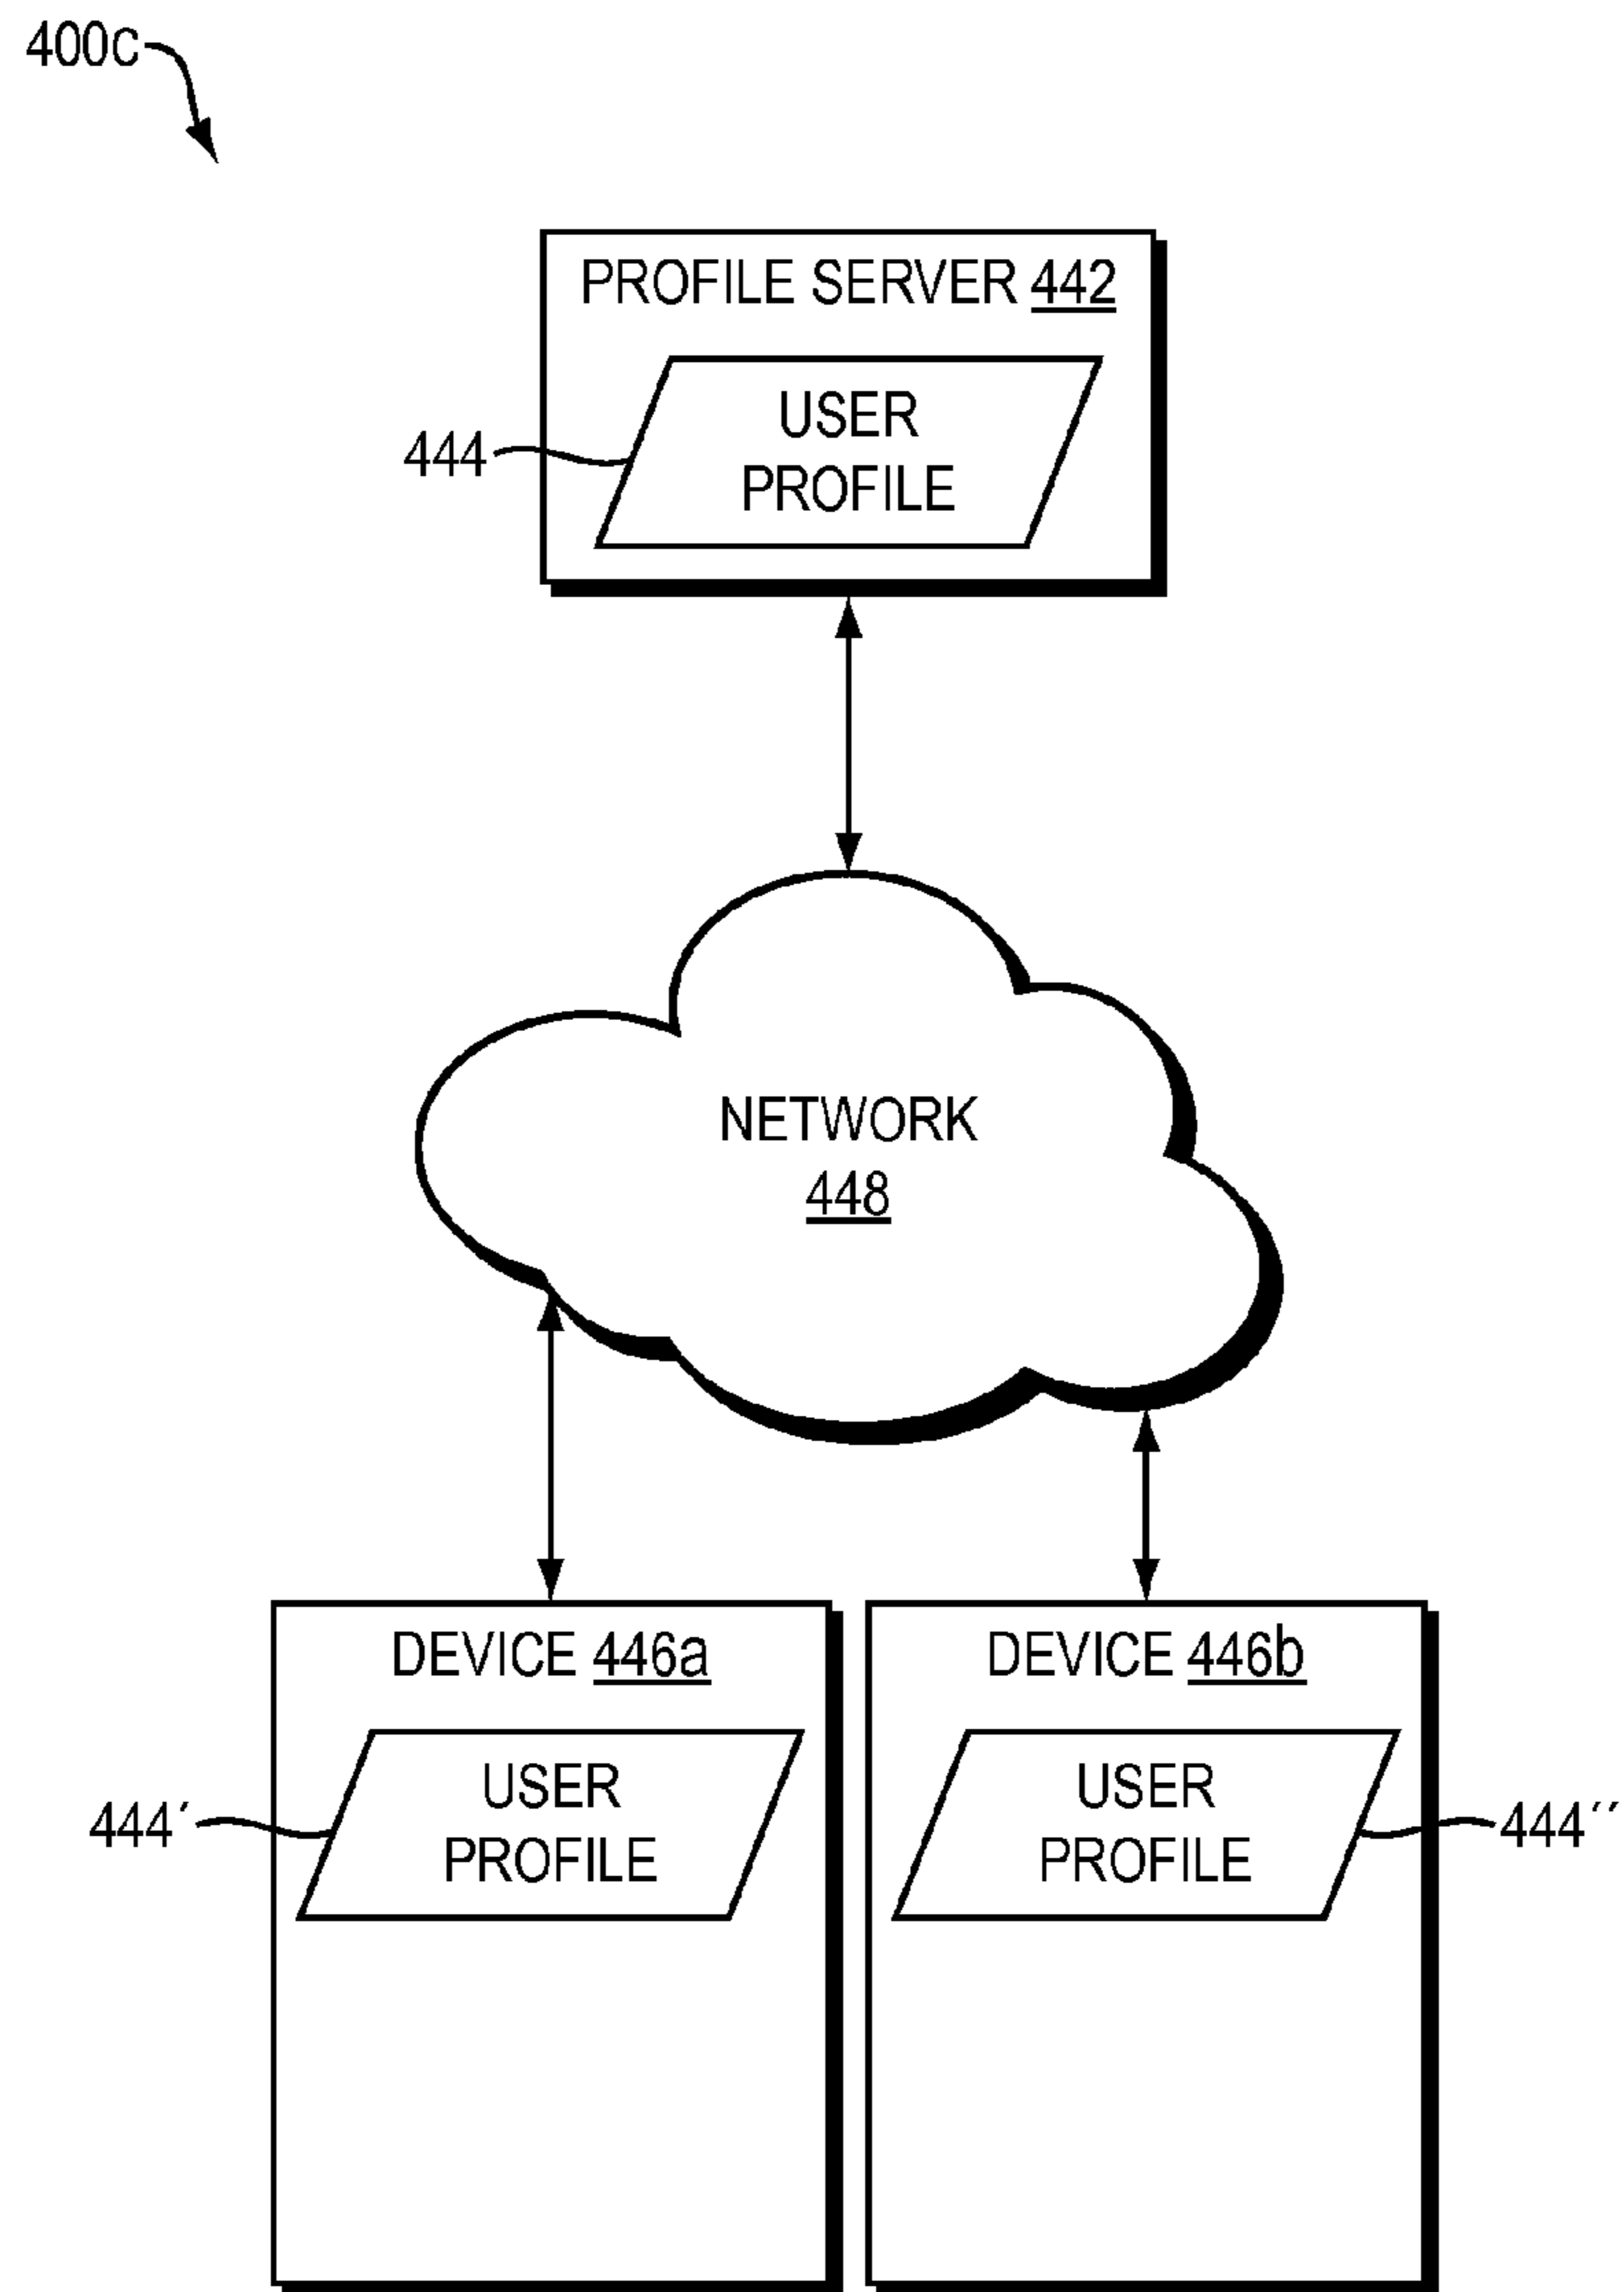 400c
PROFILE SERVER 442
USER
PROFILE
444
NETWORK
448
DEVICE 446a
USER
PROFILE
444′
DEVICE 446b
USER
PROFILE
444′′